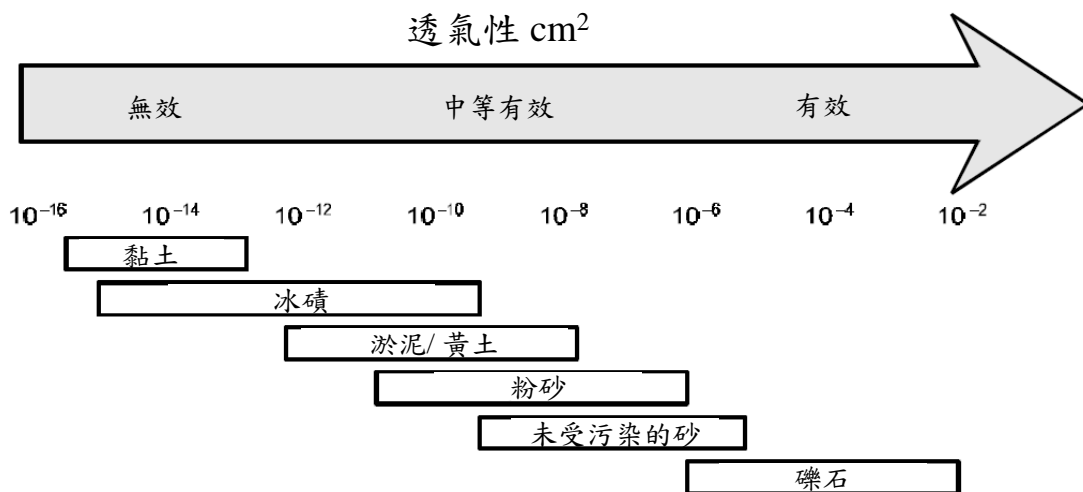 透氣性 cm²
無效 中等有效 有效
10⁻¹⁶ 10⁻¹⁴ 10⁻¹² 10⁻¹⁰ 10⁻⁸ 10⁻⁶ 10⁻⁴ 10⁻²
黏土
冰磧
淤泥/ 黃土
粉砂
未受污染的砂
礫石